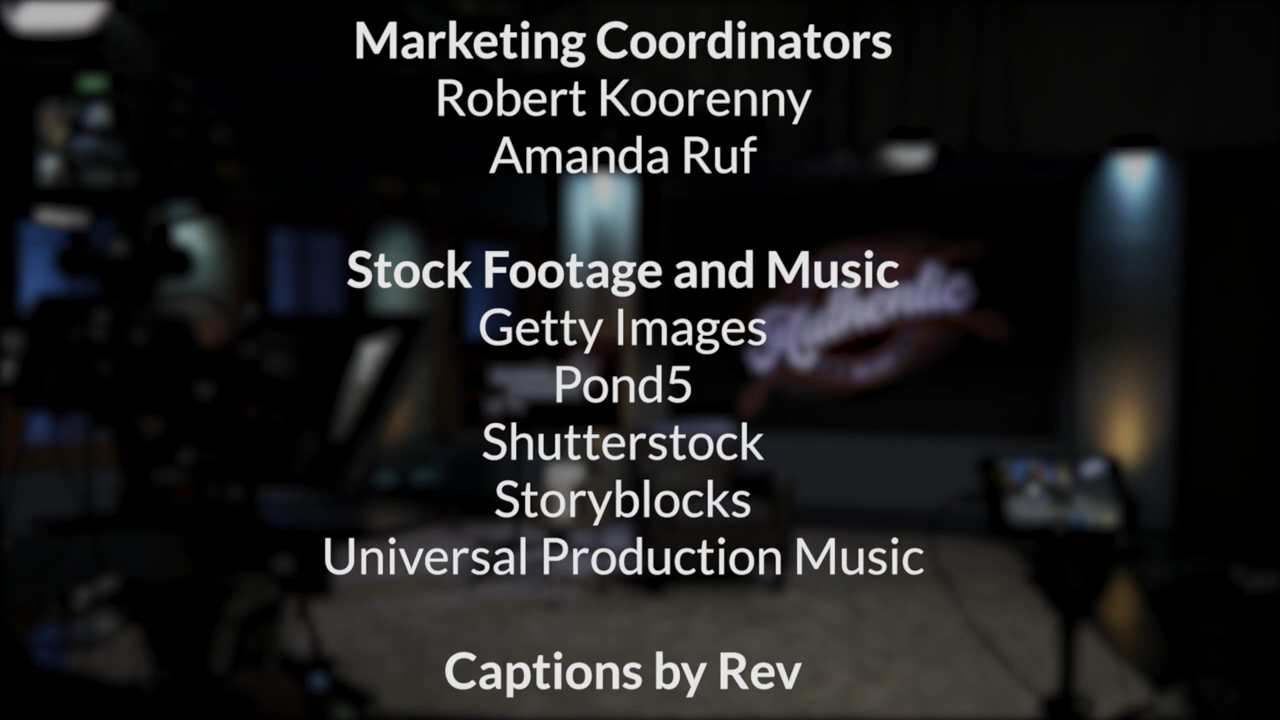 Marketing Coordinators
Robert Koorenny
Amanda Ruf
Stock Footage and Music
Getty Images
Pond5
Shutterstock
Storyblocks
Universal Production Music
Captions by Rev
Authentic